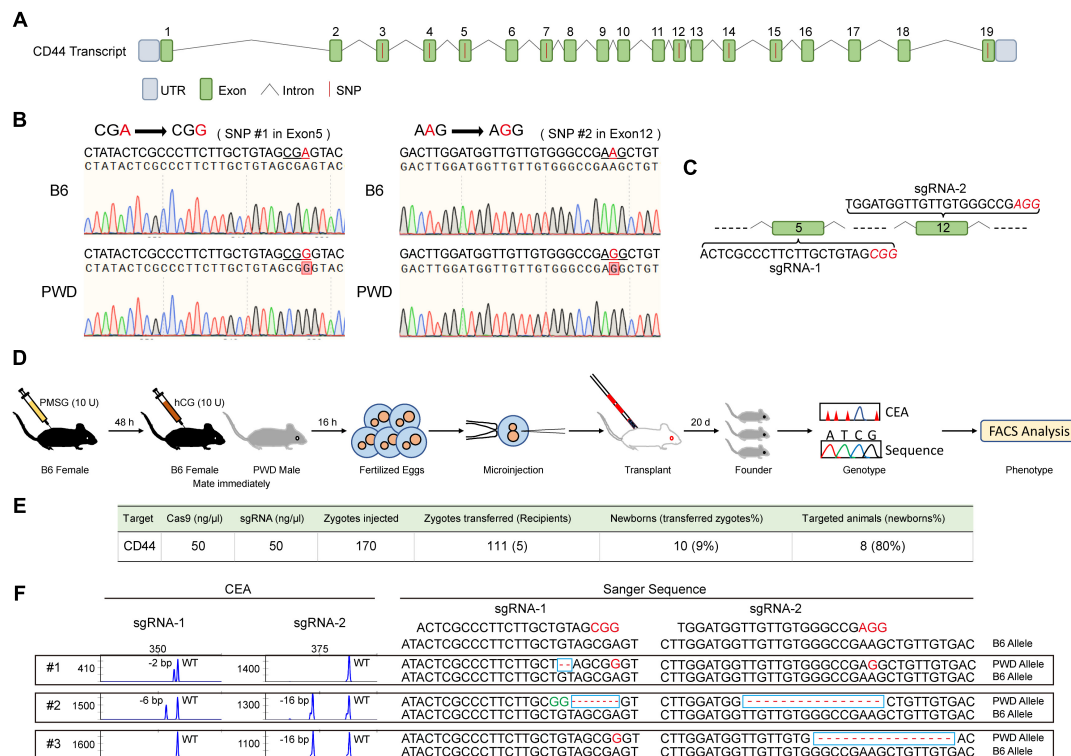 A
1 2 3 4 5 6 7 8 9 10 11 12 13 14 15 16 17 18 19
CD44 Transcript
UTR Exon Intron SNP
B
CGA CGG ( SNP #1 in Exon5 )
CTATACTCGCCCTTCTTGCTGTAGCGAGTAC
CTATACTCGCCCTTCTTGCTGTAGCGAGTAC
B6
CTATACTCGCCCTTCTTGCTGTAGCGGGTAC
CTATACTCGCCCTTCTTGCTGTAGCGGGTAC
PWD
AAG AGG ( SNP #2 in Exon12 )
GACTTGGATGGTTGTTGTGGGCCGAAGCTGT
GACTTGGATGGTTGTTGTGGGCCGAAGCTGT
B6
GACTTGGATGGTTGTTGTGGGCCGAGGCTGT
GACTTGGATGGTTGTTGTGGGCCGAGGCTGT
PWD
C
sgRNA-2
TGGATGGTTGTTGTGGGCCGAGG
5 12
ACTCGCCCTTCTTGCTGTAGCGG
sgRNA-1
D
PMSG (10 U) hCG (10 U)
48 h 16 h 20 d
CEA
A T C G
Sequence
FACS Analysis
B6 Female B6 Female PWD Male Fertilized Eggs Microinjection Transplant Founder Genotype Phenotype
Mate immediately
E
Target Cas9 (ng/µl) sgRNA (ng/µl) Zygotes injected Zygotes transferred (Recipients) Newborns (transferred zygotes%) Targeted animals (newborns%)
CD44 50 50 170 111 (5) 10 (9%) 8 (80%)
F
CEA Sanger Sequence
sgRNA-1 sgRNA-2 sgRNA-1 sgRNA-2
ACTCGCCCTTCTTGCTGTAGCGG TGGATGGTTGTTGTGGGCCGAGG
350 375 ATACTCGCCCTTCTTGCTGTAGCGAGT CTTGGATGGTTGTTGTGGGCCGAAGCTGTTGTGAC B6 Allele
#1 410 -2 bp WT 1400 WT ATACTCGCCCTTCTTGCT--AGCGGGT CTTGGATGGTTGTTGTGGGCCGAGGCTGTTGTGAC PWD Allele
ATACTCGCCCTTCTTGCTGTAGCGAGT CTTGGATGGTTGTTGTGGGCCGAAGCTGTTGTGAC B6 Allele
#2 1500 -6 bp WT 1300 -16 bp WT ATACTCGCCCTTCTTGCGG------GT CTTGGATGG----------------CTGTTGTGAC PWD Allele
ATACTCGCCCTTCTTGCTGTAGCGAGT CTTGGATGGTTGTTGTGGGCCGAAGCTGTTGTGAC B6 Allele
#3 1600 WT 1100 -16 bp WT ATACTCGCCCTTCTTGCTGTAGCGGGT CTTGGATGGTTGTTGTG----------------AC PWD Allele
ATACTCGCCCTTCTTGCTGTAGCGAGT CTTGGATGGTTGTTGTGGGCCGAAGCTGTTGTGAC B6 Allele